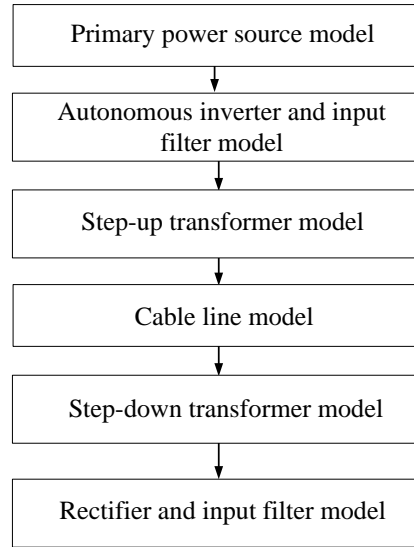 Primary power source model
Autonomous inverter and input
filter model
Step-up transformer model
Cable line model
Step-down transformer model
Rectifier and input filter model